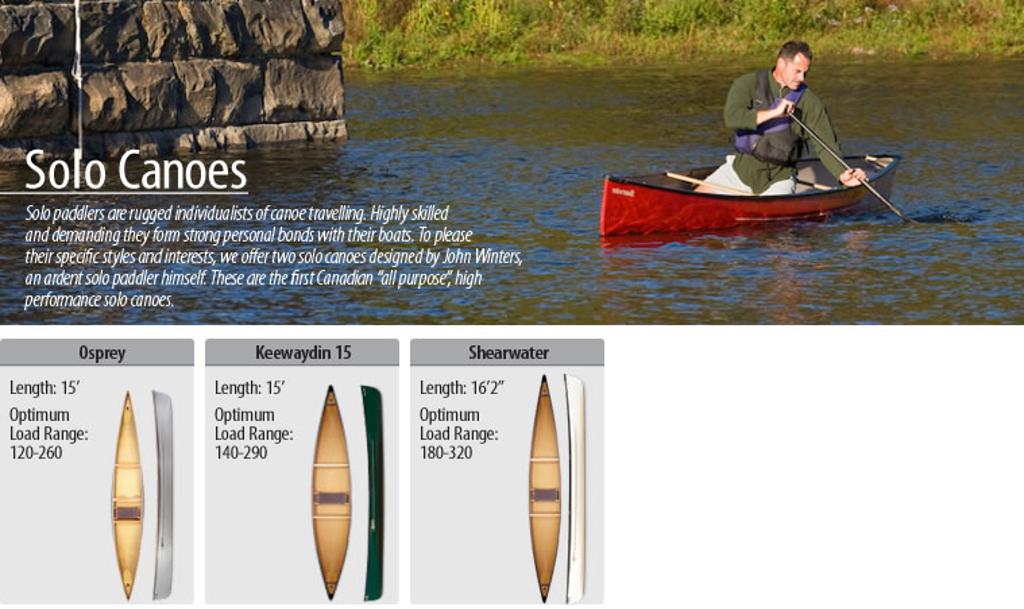 Solo Canoes
Solo paddlers are rugged individualists of canoe travelling. Highly skilled
and demanding they form strong personal bonds with their boats. To please
their specific styles and interests, we offer two solo canoes designed by John Winters,
an ardent solo paddler himself. These are the first Canadian "all purpose", high
performance solo canoes.
Osprey
Length: 15'
Optimum
Load Range:
120-260
Keewaydin 15
Length: 15'
Optimum
Load Range:
140-290
Shearwater
Length: 16'2"
Optimum
Load Range:
180-320